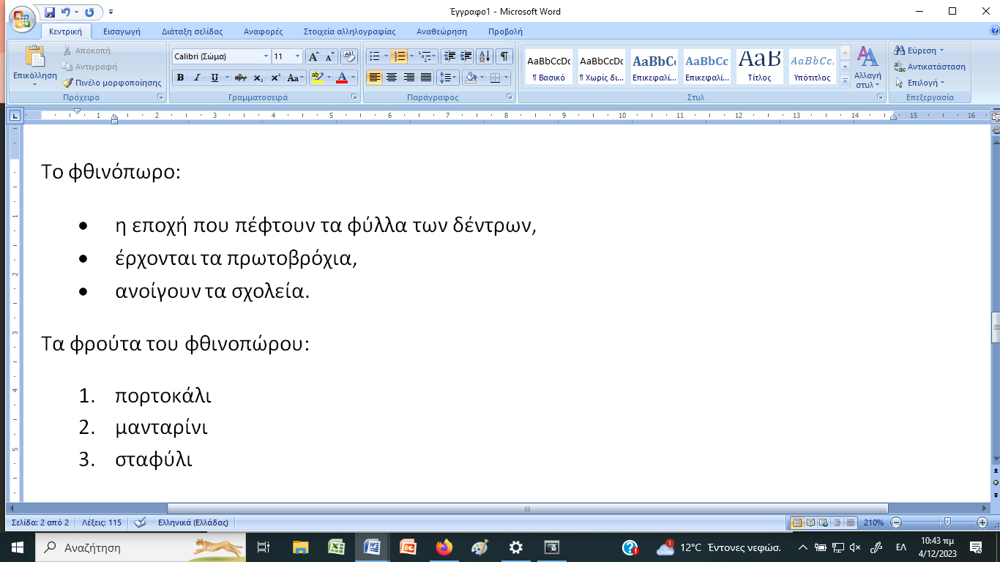 Έγγραφο1 - Microsoft Word
Κεντρική Εισαγωγή Διάταξη σελίδας Αναφορές Στοιχεία αλληλογραφίας Αναθεώρηση Προβολή
Επικόλληση
Αποκοπή
Αντιγραφή
Πινέλο μορφοποίησης
Πρόχειρο
Calibri (Σώμα) 11
Γραμματοσειρά
Παράγραφος
AaBbCcDc AaBbCcDc AaBbC AaBbCc AaB AaBbCc.
¶ Βασικό ¶ Χωρίς δι... Επικεφαλί... Επικεφαλί... Τίτλος Υπότιτλος
Αλλαγή
στυλ
Στυλ
Εύρεση
Αντικατάσταση
Επιλογή
Επεξεργασία
1 2 3 4 5 6 7 8 9 10 11 12 13 14 15 16
Το φθινόπωρο:
• η εποχή που πέφτουν τα φύλλα των δέντρων,
• έρχονται τα πρωτοβρόχια,
• ανοίγουν τα σχολεία.
Τα φρούτα του φθινοπώρου:
1. πορτοκάλι
2. μανταρίνι
3. σταφύλι
Σελίδα: 2 από 2 Λέξεις: 115 Ελληνικά (Ελλάδας) 210%
Αναζήτηση 12°C Έντονες νεφώσ. ΕΛ 10:43 πμ
4/12/2023